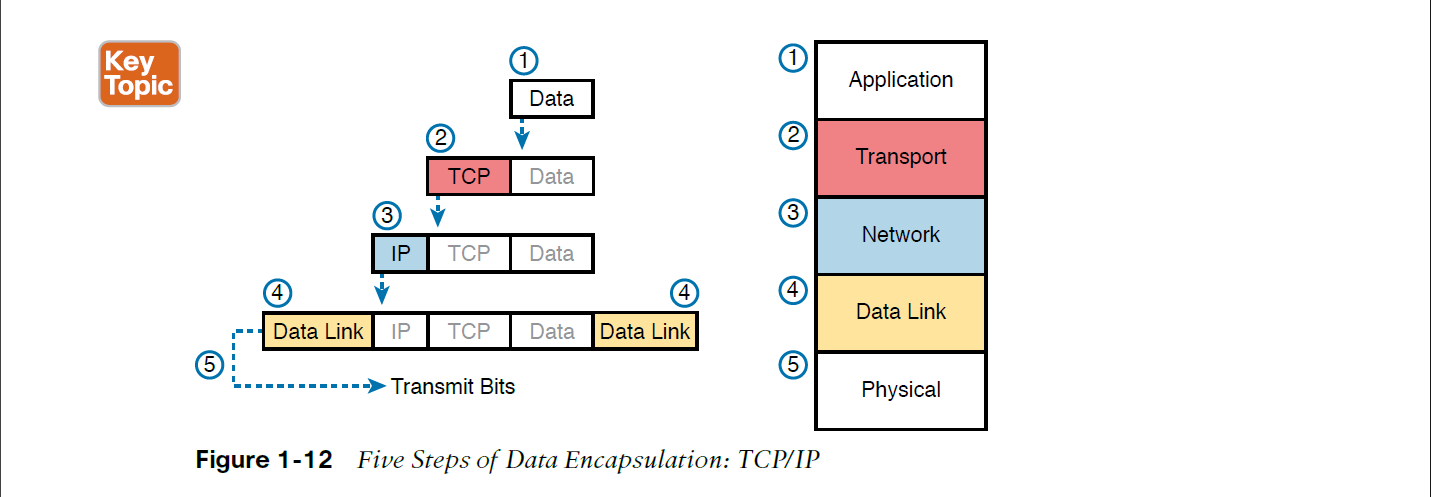 Key
Topic
1
Data
2
TCP Data
3
IP TCP Data
4 4
Data Link IP TCP Data Data Link
5
Transmit Bits
1
Application
2
Transport
3
Network
4
Data Link
5
Physical
Figure 1-12 Five Steps of Data Encapsulation: TCP/IP